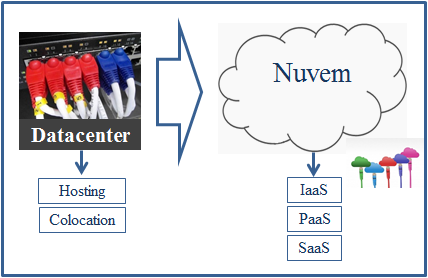 Datacenter
Hosting
Colocation
Nuvem
IaaS
PaaS
SaaS